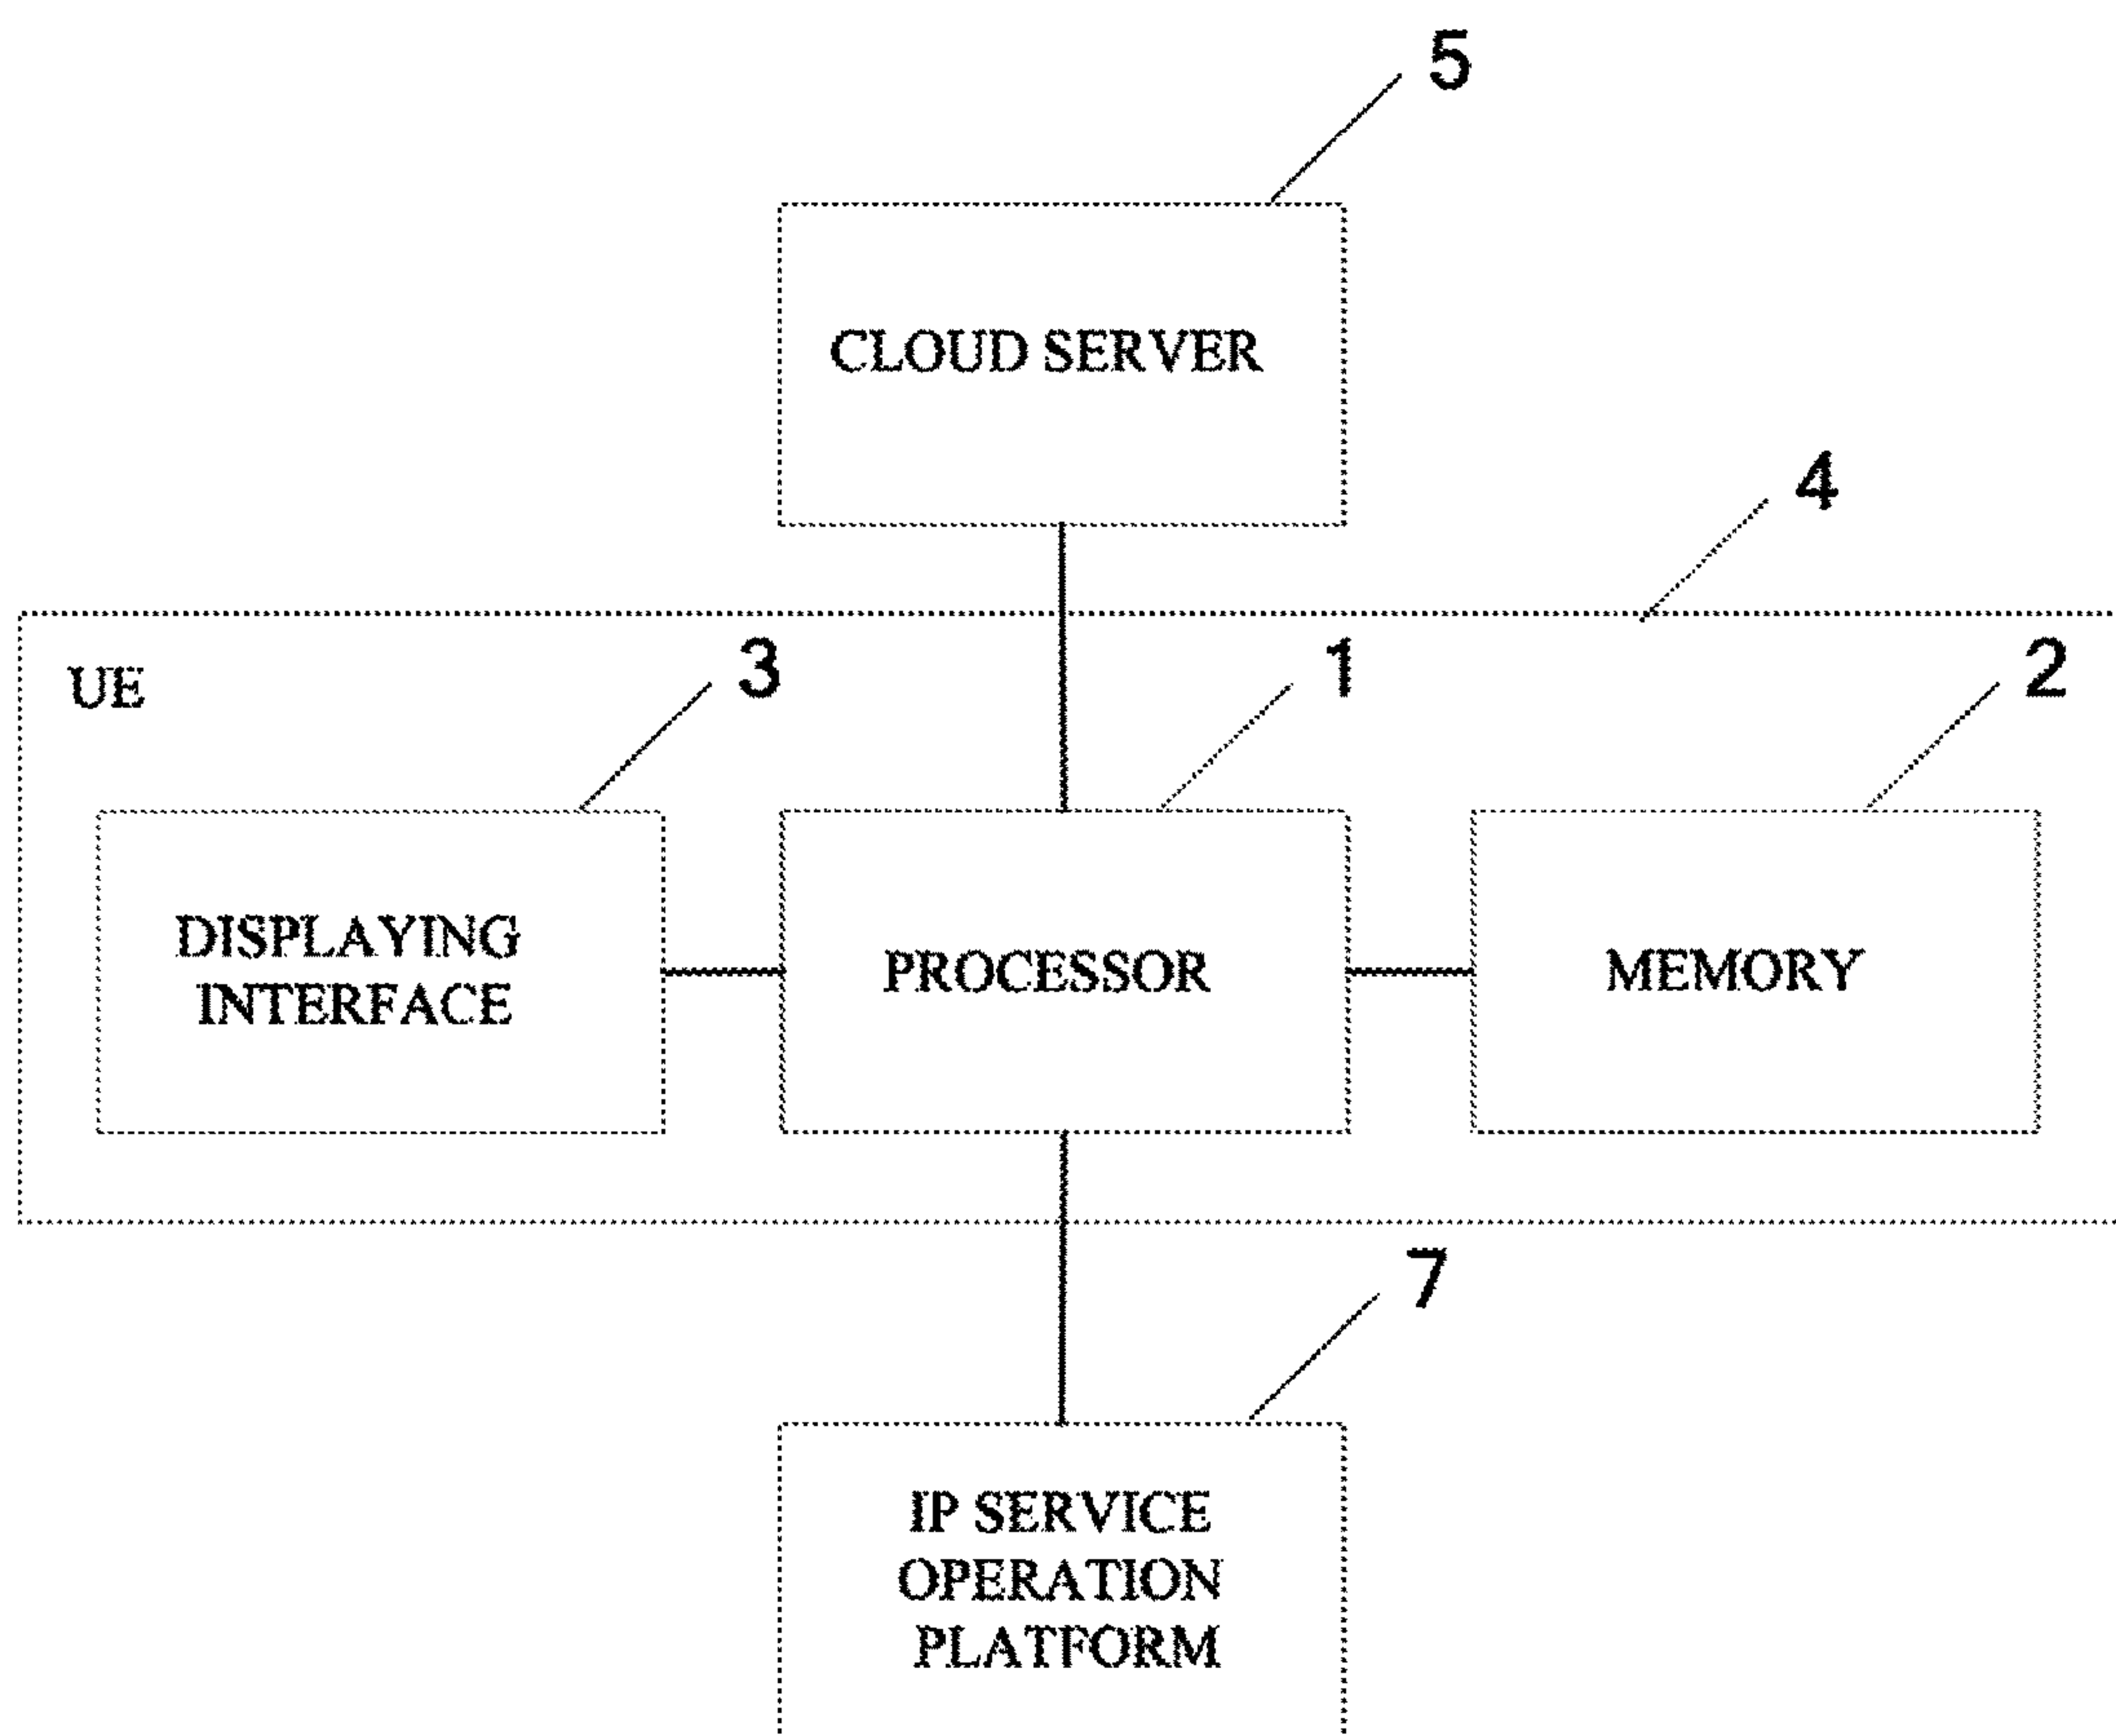 5
CLOUD SERVER
4
UE
3
1
2
DISPLAYING
INTERFACE
PROCESSOR
MEMORY
7
IP SERVICE
OPERATION
PLATFORM